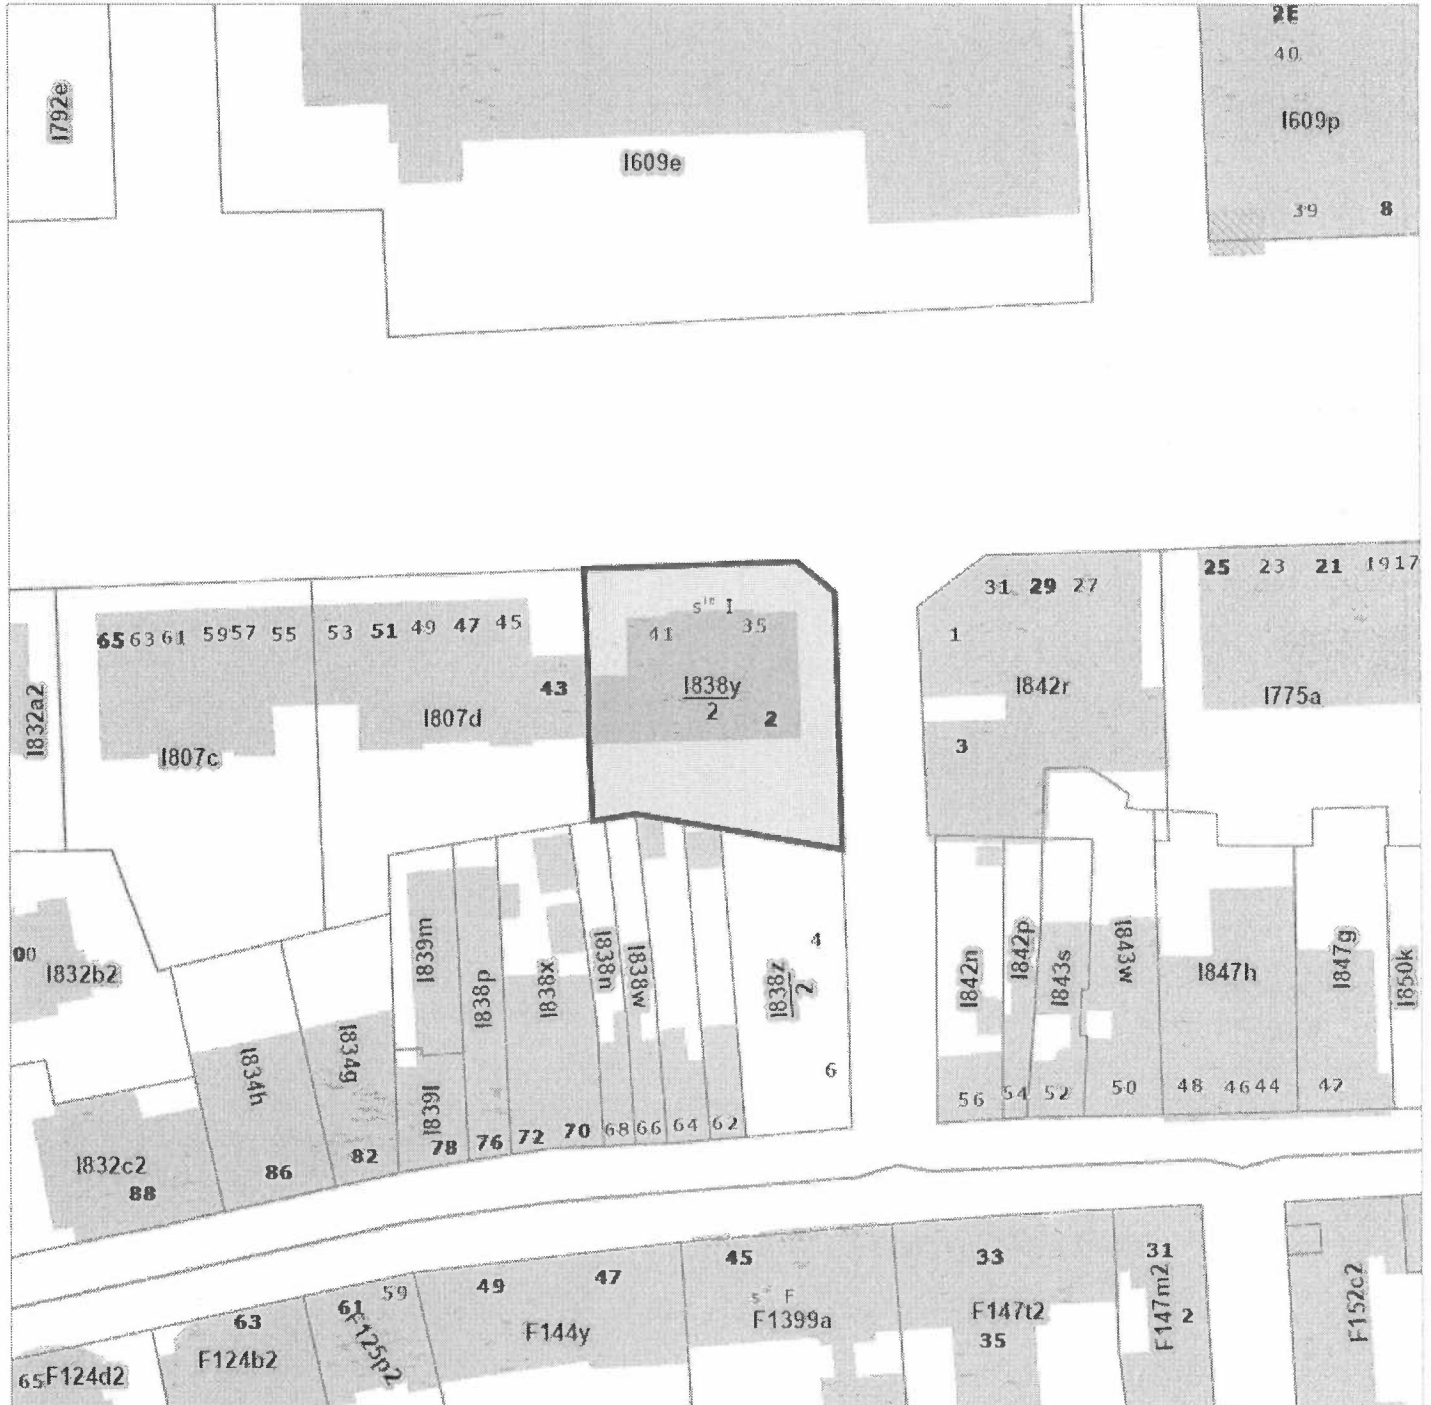 2E
40
I792e
I609p
I609e
39 8
25 23 21 19 17
31 29 27
s^ie I
65 63 61 59 57 55 53 51 49 47 45 41 35
1
43 I838y I842r I775a
2 2
I832a2 I807d
I807c
3
4
00 I832b2 I839m I838p I838x I838n I838w I838z I842n I842p I843s I843w I847h I847g I850k
2
I834h I834g I839l
6
56 54 52 50 48 46 44 42
86 82 78 76 72 70 68 66 64 62
I832c2
88
49 47 45 33 31
63 61 59
s^ie F
F124b2 F125p2 F144y F1399a F147t2 F147m2 2 F152c2
35
65 F124d2